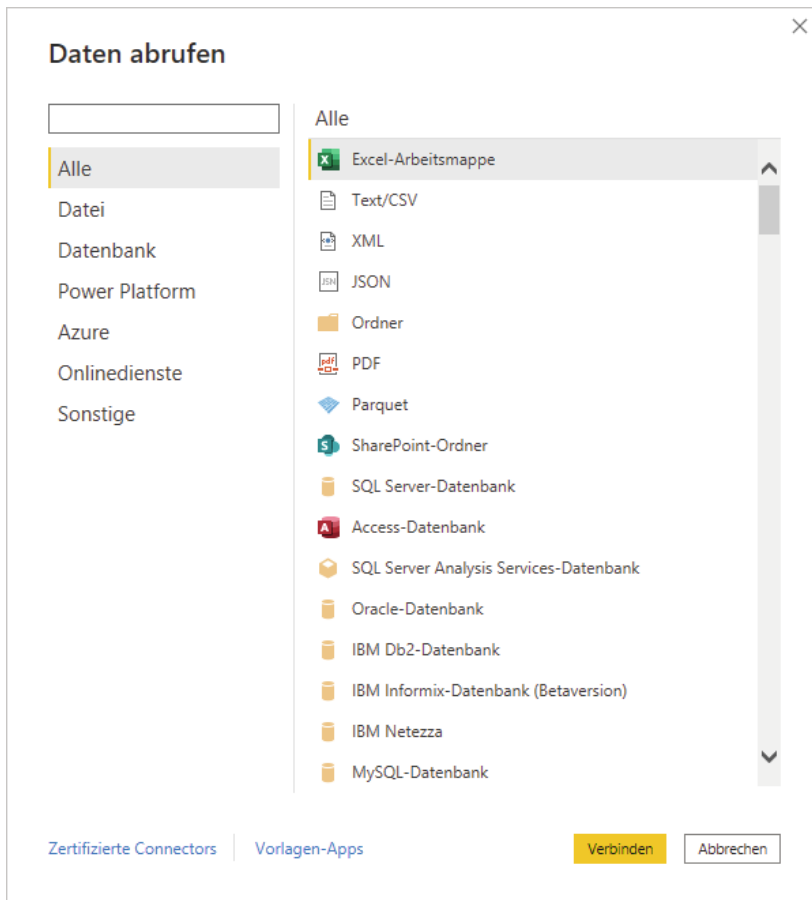 Daten abrufen
Alle
Datei
Datenbank
Power Platform
Azure
Onlinedienste
Sonstige
Alle
Excel-Arbeitsmappe
Text/CSV
XML
JSON
Ordner
PDF
Parquet
SharePoint-Ordner
SQL Server-Datenbank
Access-Datenbank
SQL Server Analysis Services-Datenbank
Oracle-Datenbank
IBM Db2-Datenbank
IBM Informix-Datenbank (Betaversion)
IBM Netezza
MySQL-Datenbank
Zertifizierte Connectors
Vorlagen-Apps
Verbinden
Abbrechen